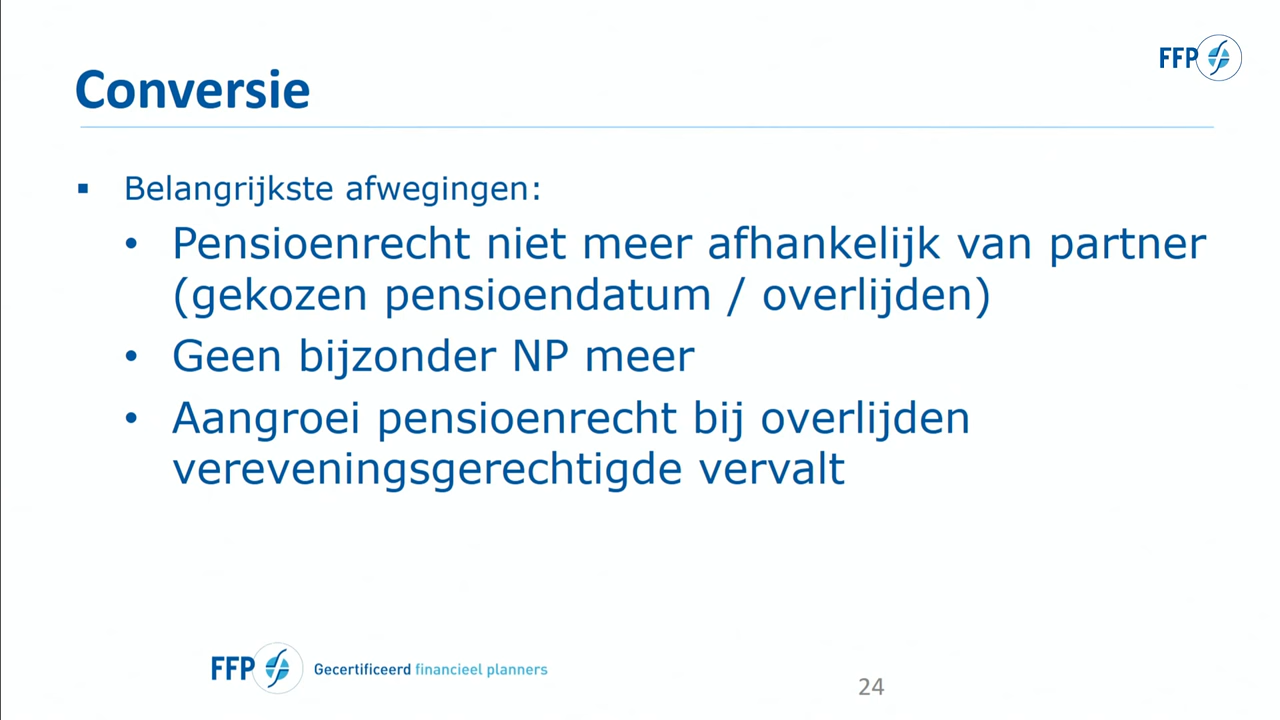 FFP
Conversie
▪ Belangrijkste afwegingen:
• Pensioenrecht niet meer afhankelijk van partner
(gekozen pensioendatum / overlijden)
• Geen bijzonder NP meer
• Aangroei pensioenrecht bij overlijden
vereveningsgerechtigde vervalt
FFP Gecertificeerd financieel planners
24